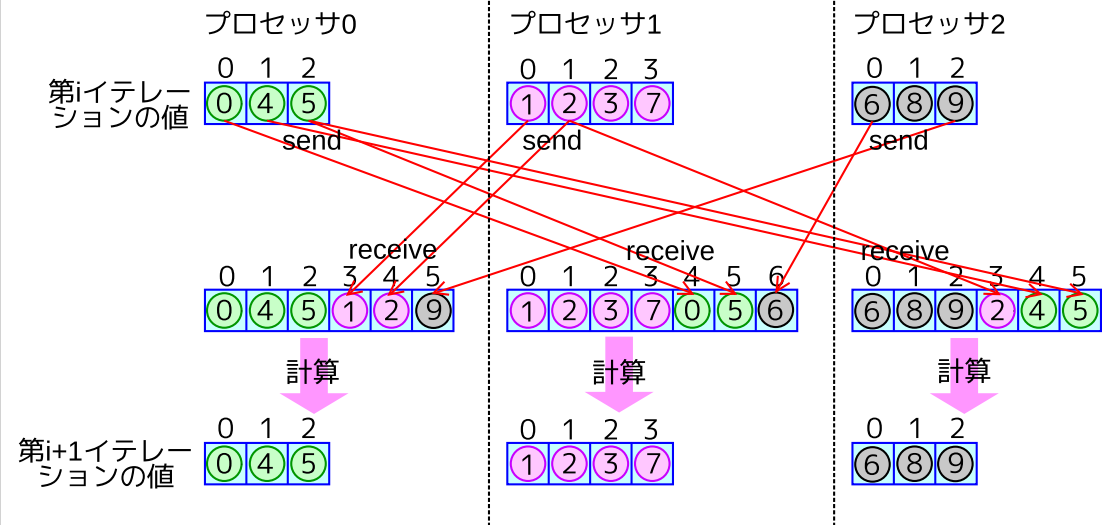 プロセッサ0 プロセッサ1 プロセッサ2
0 1 2 0 1 2 3 0 1 2
第iイテレー
ションの値
0 4 5 1 2 3 7 6 8 9
send send send
receive receive receive
0 1 2 3 4 5 0 1 2 3 4 5 6 0 1 2 3 4 5
0 4 5 1 2 9 1 2 3 7 0 5 6 6 8 9 2 4 5
計算 計算 計算
0 1 2 0 1 2 3 0 1 2
第i+1イテレー
ションの値
0 4 5 1 2 3 7 6 8 9